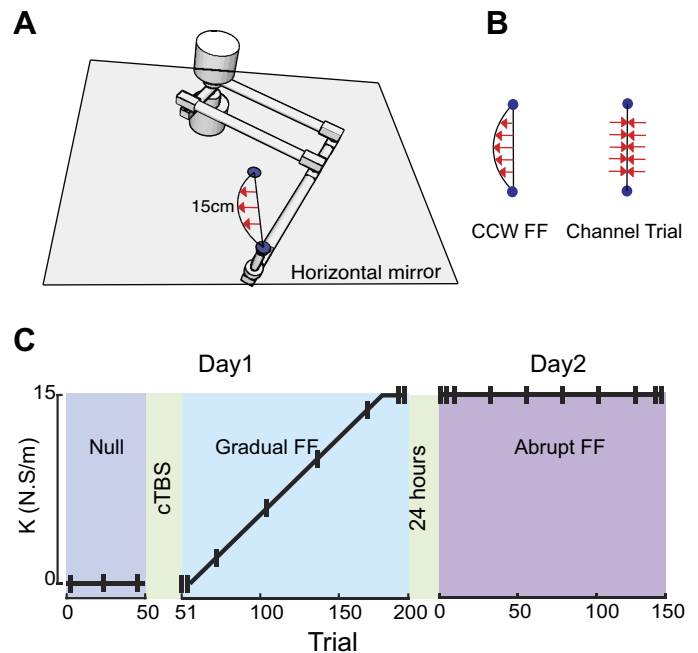 A
B
15cm
Horizontal mirror
CCW FF
Channel Trial
C
Day1
Day2
K (N.S/m)
15
0
Null
cTBS
Gradual FF
24 hours
Abrupt FF
0 50 51 100 150 200 0 50 100 150
Trial